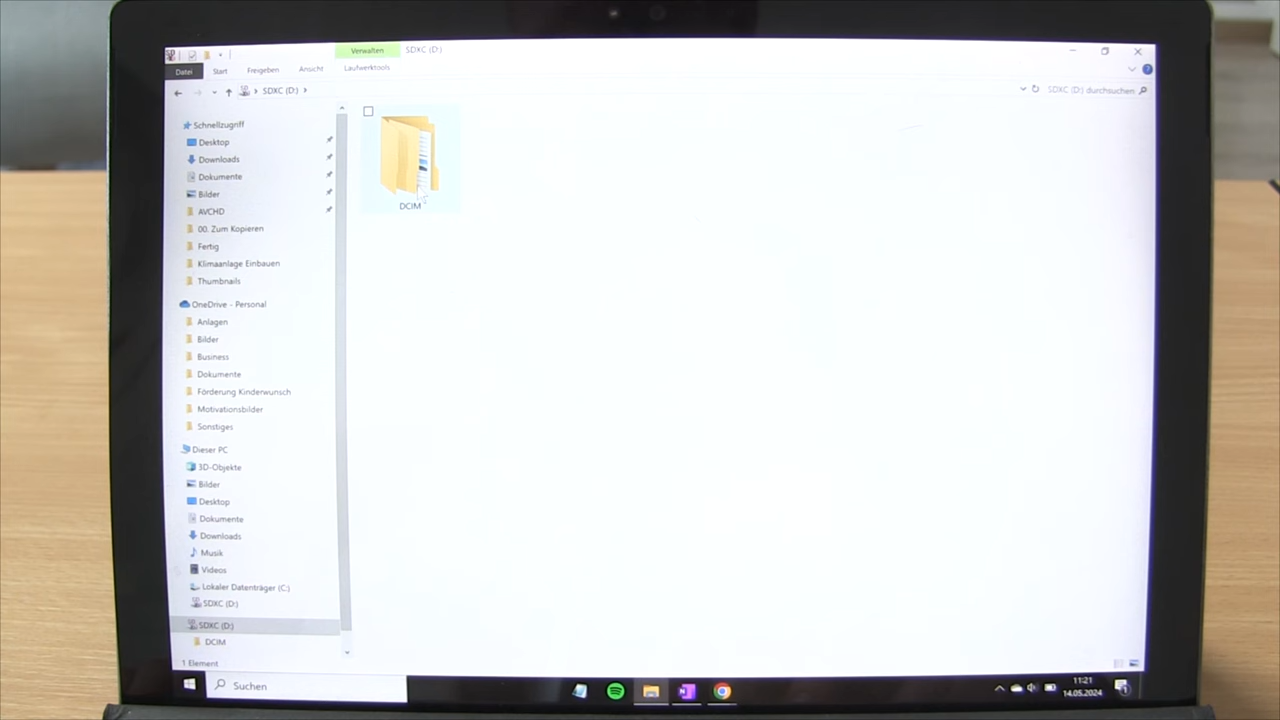 Verwalten SDXC (D:)
Datei Start Freigeben Ansicht Laufwerktools
SDXC (D:) SDXC (D:) durchsuchen
DCIM
Schnellzugriff
Desktop
Downloads
Dokumente
Bilder
AVCHD
00. Zum Kopieren
Fertig
Klimaanlage Einbauen
Thumbnails
OneDrive - Personal
Anlagen
Bilder
Business
Dokumente
Förderung Kinderwunsch
Motivationsbilder
Sonstiges
Dieser PC
3D-Objekte
Bilder
Desktop
Dokumente
Downloads
Musik
Videos
Lokaler Datenträger (C:)
SDXC (D:)
SDXC (D:)
DCIM
1 Element
Suchen
11:21
14.05.2024
1